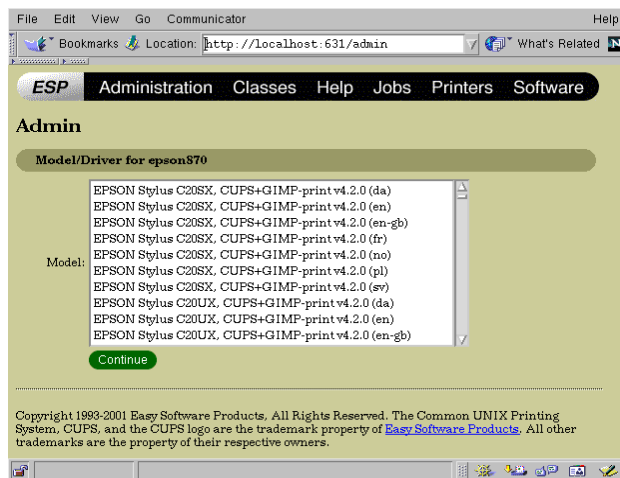 File Edit View Go Communicator Help
Bookmarks Location: http://localhost:631/admin What's Related N
ESP Administration Classes Help Jobs Printers Software
Admin
Model/Driver for epson870
Model:
EPSON Stylus C20SX, CUPS+GIMP-print v4.2.0 (da)
EPSON Stylus C20SX, CUPS+GIMP-print v4.2.0 (en)
EPSON Stylus C20SX, CUPS+GIMP-print v4.2.0 (en-gb)
EPSON Stylus C20SX, CUPS+GIMP-print v4.2.0 (fr)
EPSON Stylus C20SX, CUPS+GIMP-print v4.2.0 (no)
EPSON Stylus C20SX, CUPS+GIMP-print v4.2.0 (pl)
EPSON Stylus C20SX, CUPS+GIMP-print v4.2.0 (sv)
EPSON Stylus C20UX, CUPS+GIMP-print v4.2.0 (da)
EPSON Stylus C20UX, CUPS+GIMP-print v4.2.0 (en)
EPSON Stylus C20UX, CUPS+GIMP-print v4.2.0 (en-gb)
Continue
Copyright 1993-2001 Easy Software Products, All Rights Reserved. The Common UNIX Printing
System, CUPS, and the CUPS logo are the trademark property of Easy Software Products. All other
trademarks are the property of their respective owners.